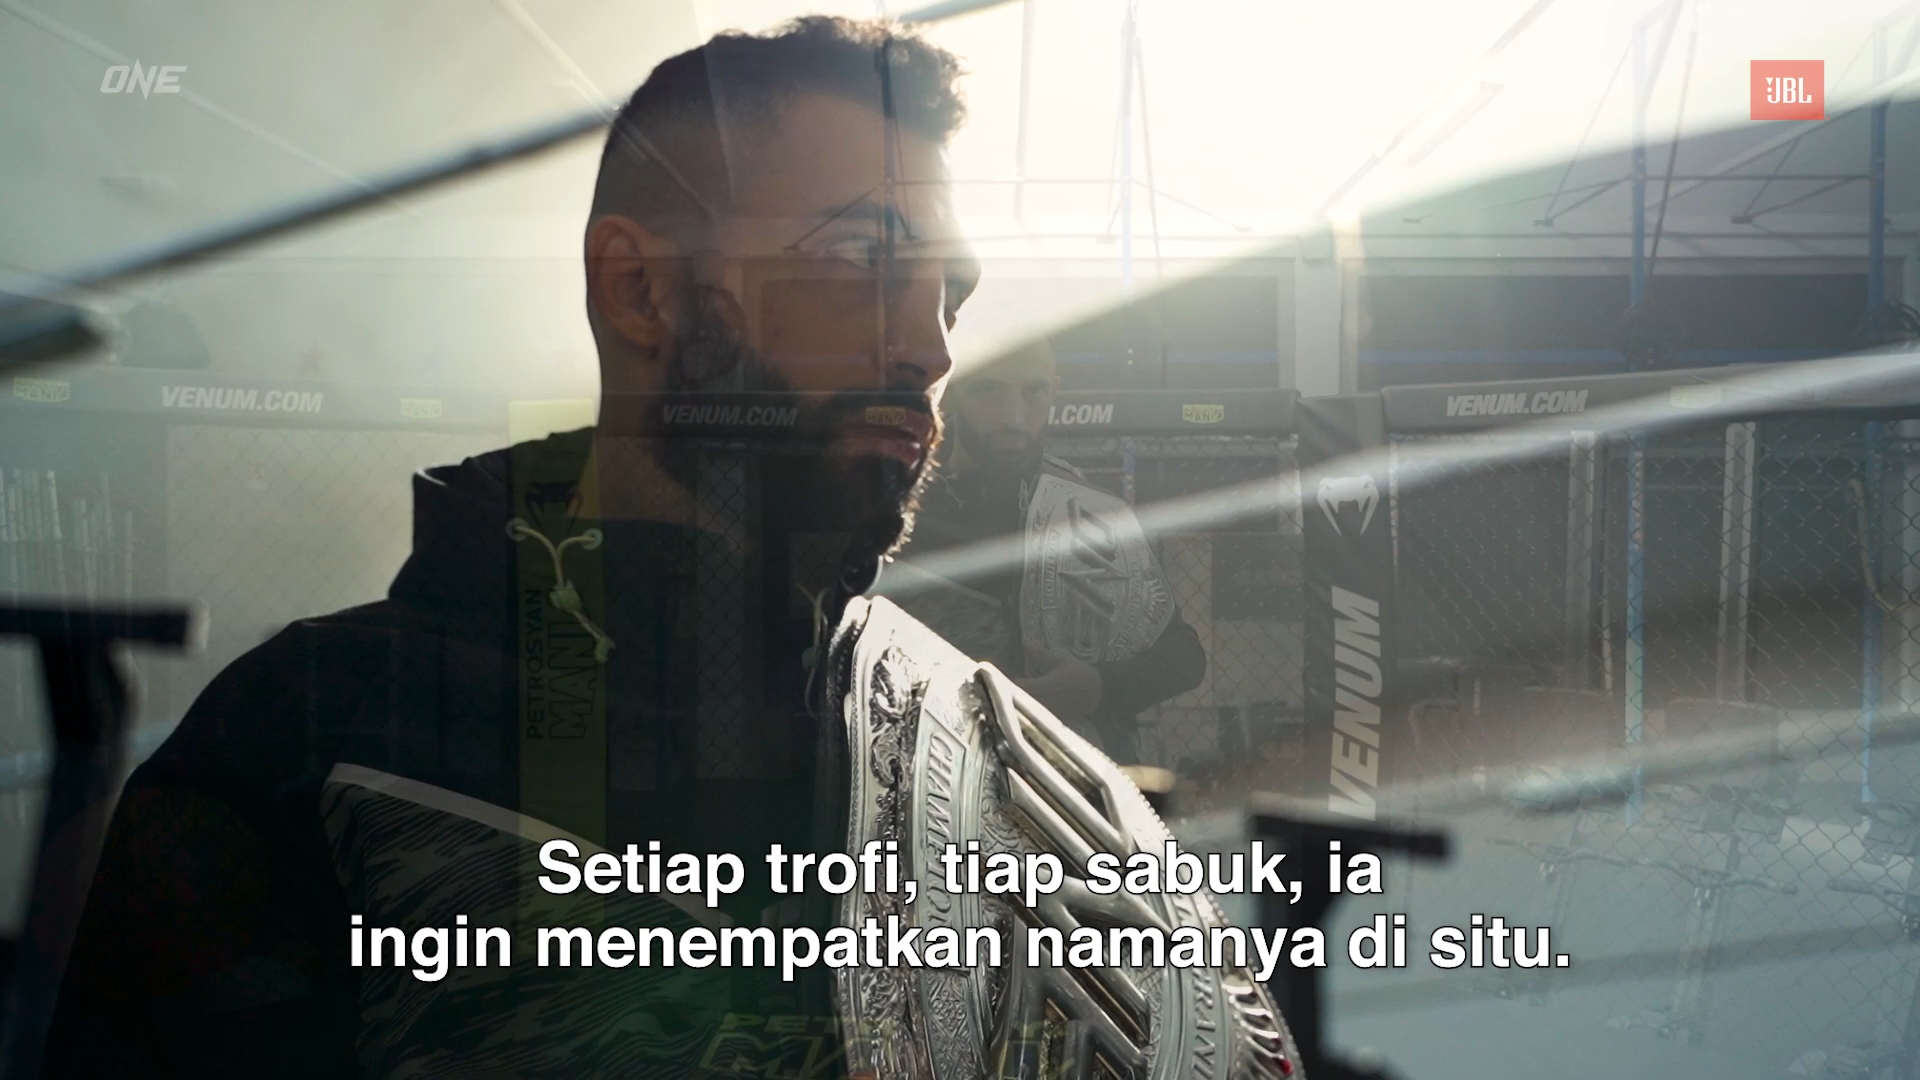 ONE
JBL
VENUM.COM
VENUM.COM
.COM
VENUM.COM
PETROSYAN
MANIA
VENUM
CHAMPION
Setiap trofi, tiap sabuk, ia
ingin menempatkan namanya di situ.